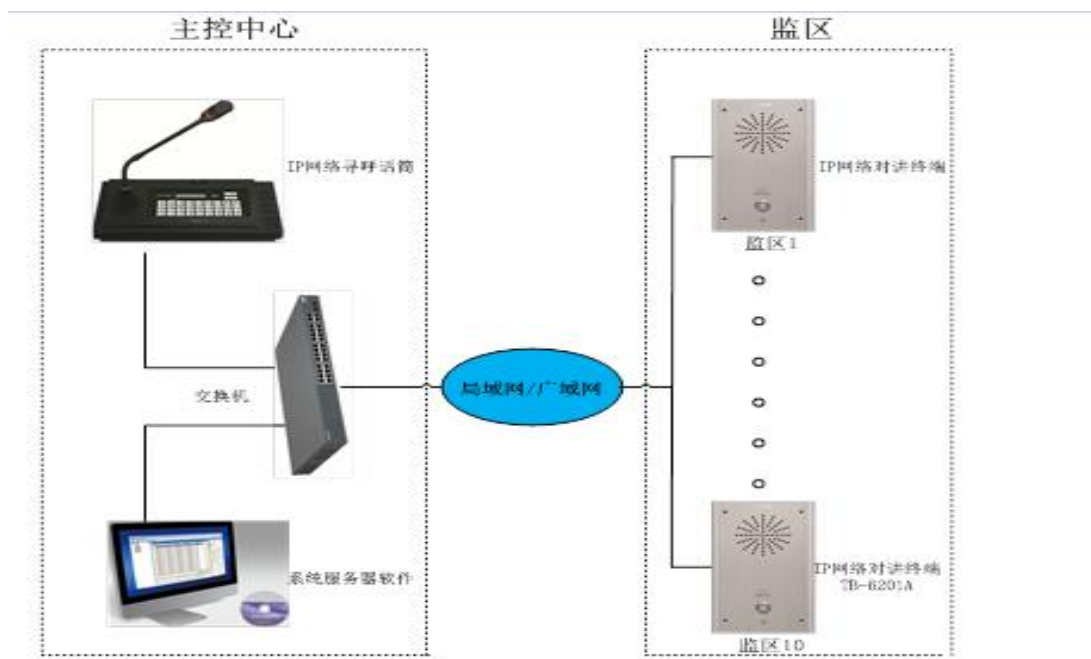 主控中心
监区
IP网络寻呼话筒
IP网络对讲终端
监区1
交换机
局域网/广域网
系统服务器软件
IP网络对讲终端
TB-6201A
监区10